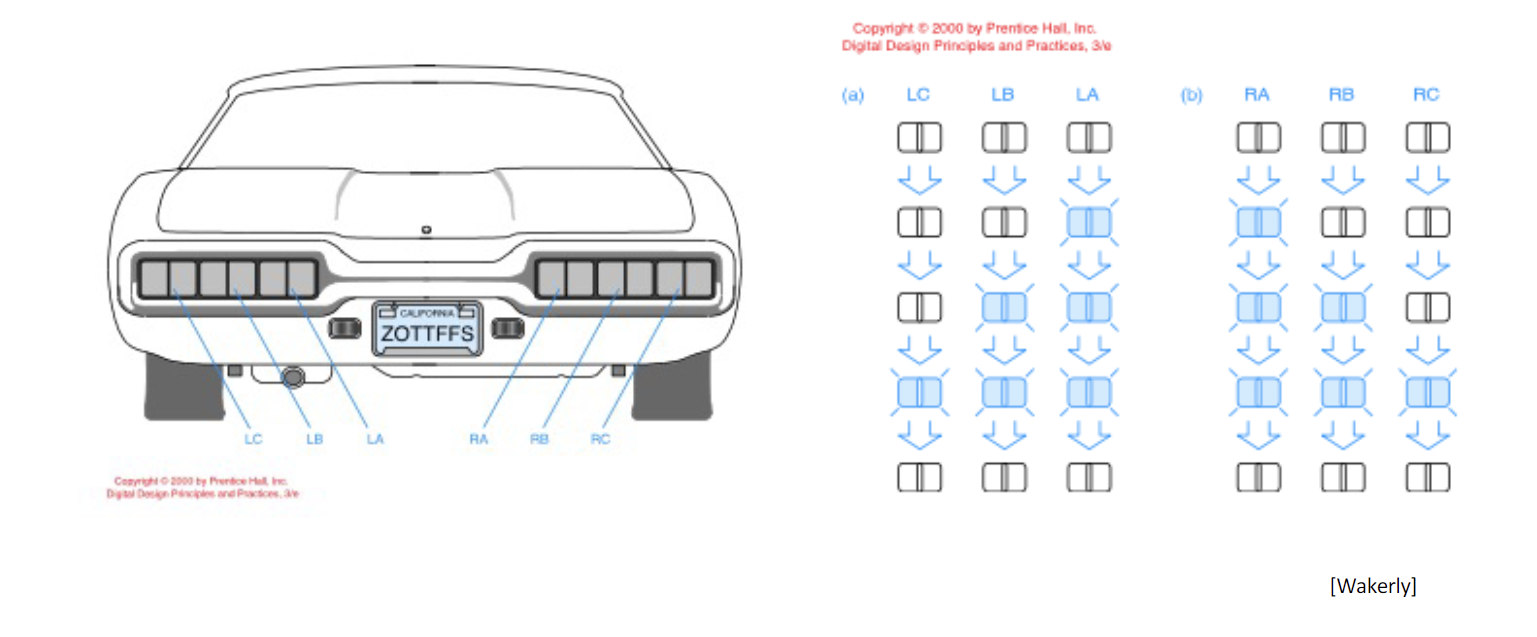 Copyright © 2000 by Prentice Hall, Inc.
Digital Design Principles and Practices, 3/e
(a) LC LB LA (b) RA RB RC
CALIFORNIA
ZOTTFFS
LC LB LA RA RB RC
Copyright © 2000 by Prentice Hall, Inc.
Digital Design Principles and Practices, 3/e
[Wakerly]